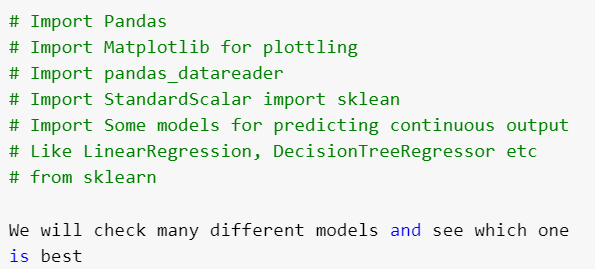 # Import Pandas
# Import Matplotlib for plottling
# Import pandas_datareader
# Import StandardScalar import sklean
# Import Some models for predicting continuous output
# Like LinearRegression, DecisionTreeRegressor etc
# from sklearn
We will check many different models and see which one
is best